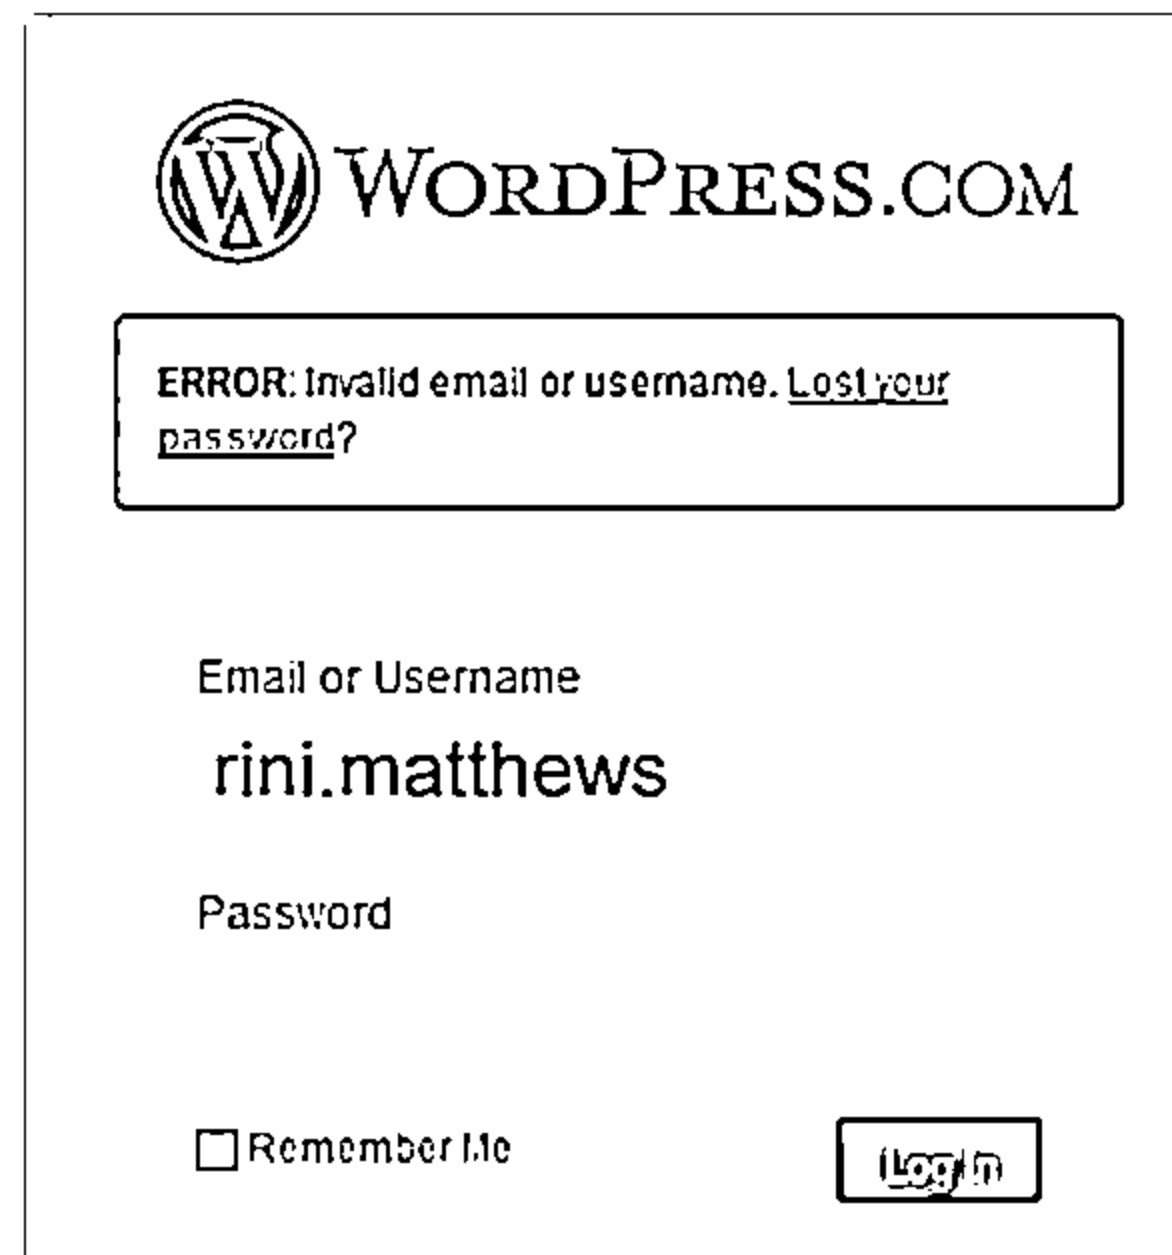 WORDPRESS.COM
ERROR: Invalid email or username. Lost your
password?
Email or Username
rini.matthews
Password
Remember Me
Log In